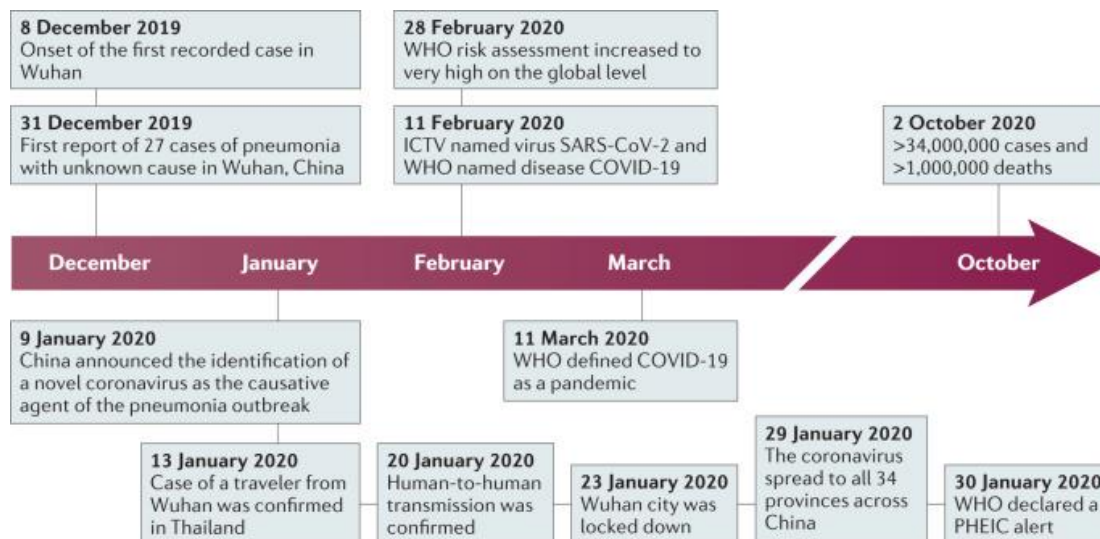 8 December 2019
Onset of the first recorded case in
Wuhan
31 December 2019
First report of 27 cases of pneumonia
with unknown cause in Wuhan, China
28 February 2020
WHO risk assessment increased to
very high on the global level
11 February 2020
ICTV named virus SARS-CoV-2 and
WHO named disease COVID-19
2 October 2020
>34,000,000 cases and
>1,000,000 deaths
December January February March October
9 January 2020
China announced the identification of
a novel coronavirus as the causative
agent of the pneumonia outbreak
11 March 2020
WHO defined COVID-19
as a pandemic
13 January 2020
Case of a traveler from
Wuhan was confirmed
in Thailand
20 January 2020
Human-to-human
transmission was
confirmed
23 January 2020
Wuhan city was
locked down
29 January 2020
The coronavirus
spread to all 34
provinces across
China
30 January 2020
WHO declared a
PHEIC alert